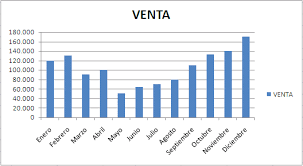 VENTA
180.000
160.000
140.000
120.000
100.000
80.000
60.000
40.000
20.000
0
Enero
Febrero
Marzo
Abril
Mayo
Junio
Julio
Agosto
Septiembre
Octubre
Noviembre
Diciembre
VENTA